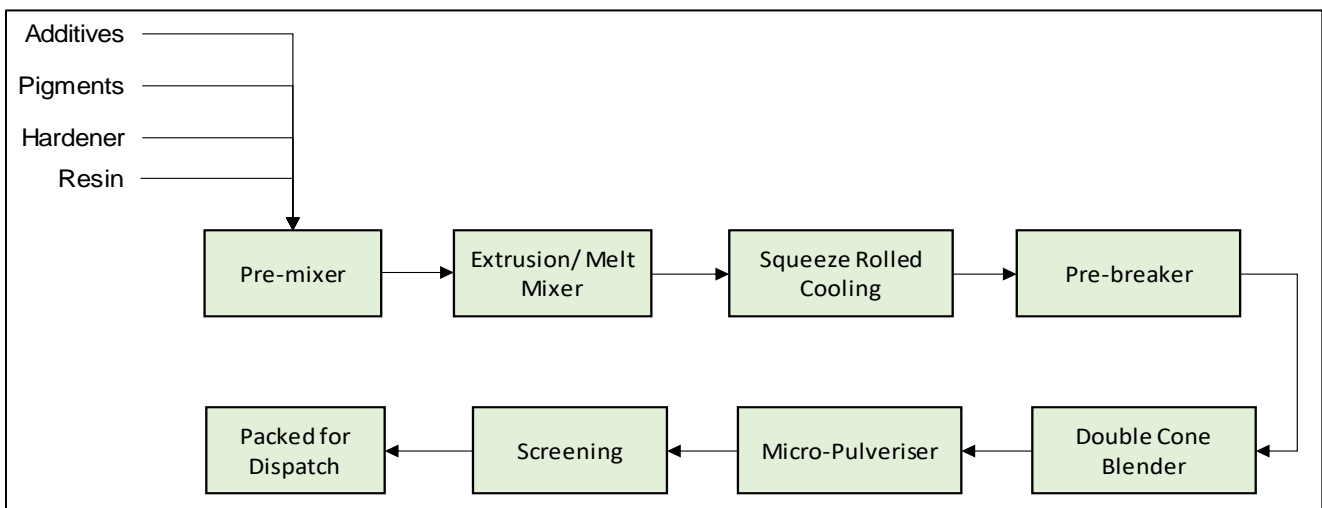 Additives
Pigments
Hardener
Resin
Pre-mixer
Extrusion/ Melt
Mixer
Squeeze Rolled
Cooling
Pre-breaker
Packed for
Dispatch
Screening
Micro-Pulveriser
Double Cone
Blender